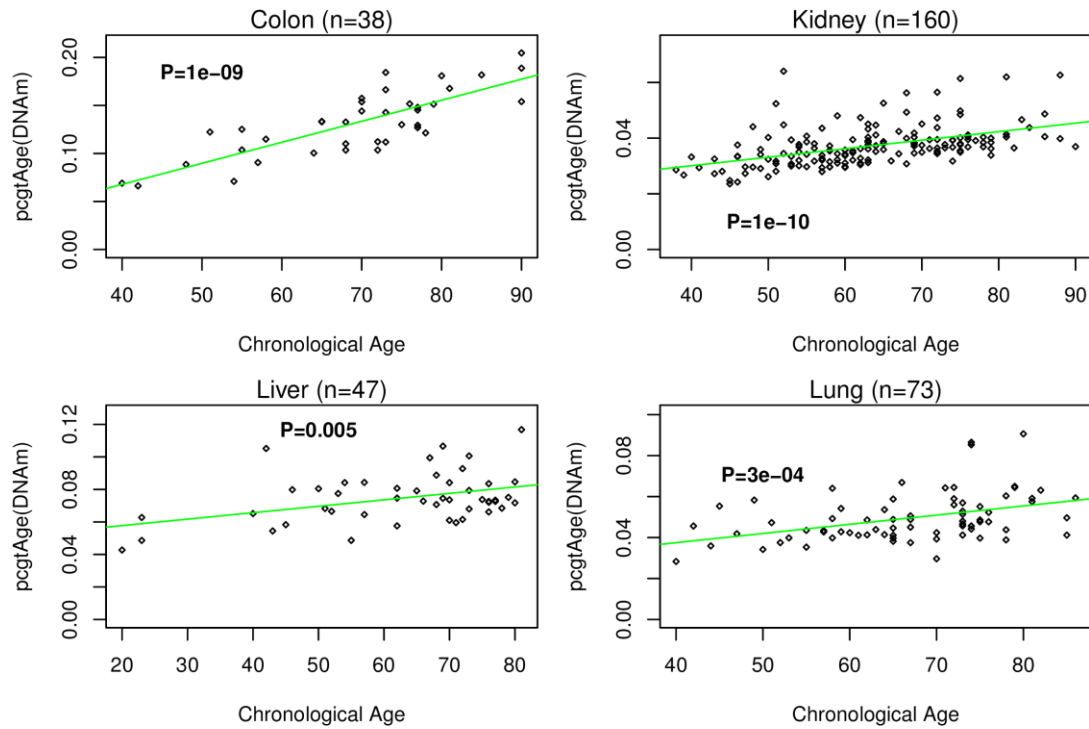 Colon (n=38)
pcgtAge(DNAm)
0.00 0.10 0.20
P=1e−09
40 50 60 70 80 90
Chronological Age
Kidney (n=160)
pcgtAge(DNAm)
0.00 0.04
P=1e−10
40 50 60 70 80 90
Chronological Age
Liver (n=47)
pcgtAge(DNAm)
0.00 0.04 0.08 0.12
P=0.005
20 30 40 50 60 70 80
Chronological Age
Lung (n=73)
pcgtAge(DNAm)
0.00 0.04 0.08
P=3e−04
40 50 60 70 80
Chronological Age